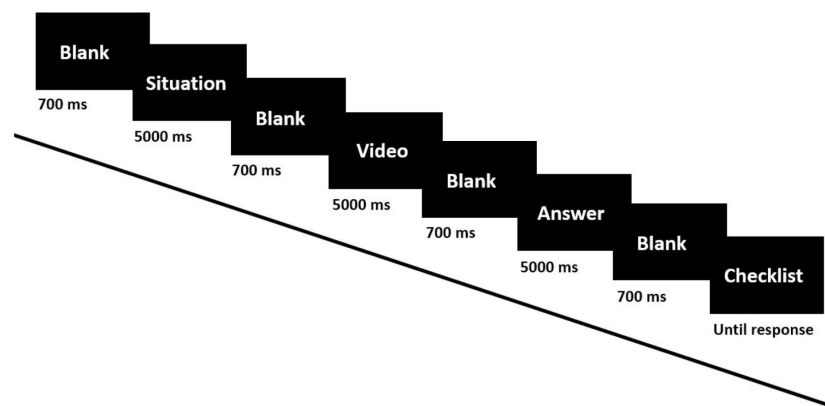 Blank
700 ms
Situation
5000 ms
Blank
700 ms
Video
5000 ms
Blank
700 ms
Answer
5000 ms
Blank
700 ms
Checklist
Until response